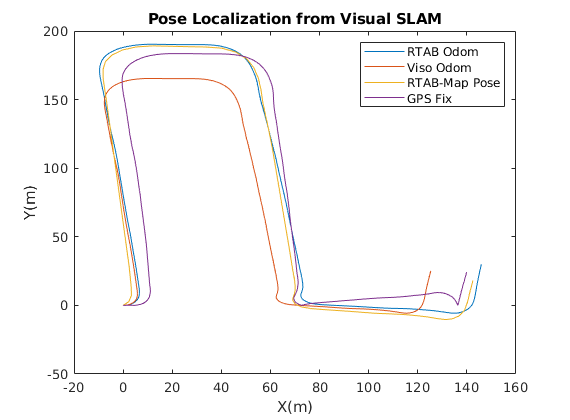 Pose Localization from Visual SLAM
RTAB Odom
Viso Odom
RTAB-Map Pose
GPS Fix
200
150
100
50
0
-50
Y(m)
-20 0 20 40 60 80 100 120 140 160
X(m)